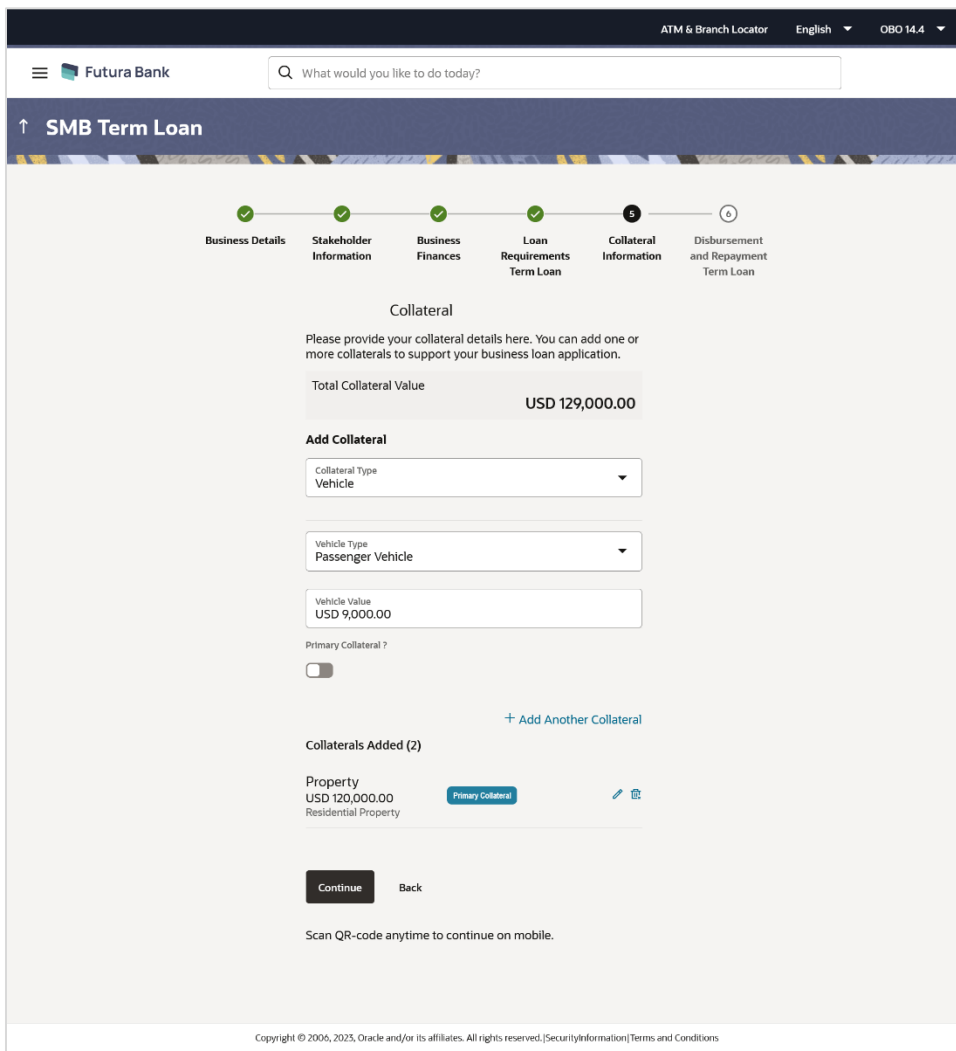 ATM & Branch Locator English OBO 14.4
Futura Bank What would you like to do today?
SMB Term Loan
5 6
Business Details Stakeholder Business Loan Collateral Disbursement
Information Finances Requirements Information and Repayment
Term Loan Term Loan
Collateral
Please provide your collateral details here. You can add one or
more collaterals to support your business loan application.
Total Collateral Value
USD 129,000.00
Add Collateral
Collateral Type
Vehicle
Vehicle Type
Passenger Vehicle
Vehicle Value
USD 9,000.00
Primary Collateral ?
+ Add Another Collateral
Collaterals Added (2)
Property
USD 120,000.00 Primary Collateral
Residential Property
Continue Back
Scan QR-code anytime to continue on mobile.
Copyright © 2006, 2023, Oracle and/or its affiliates. All rights reserved.|SecurityInformation|Terms and Conditions